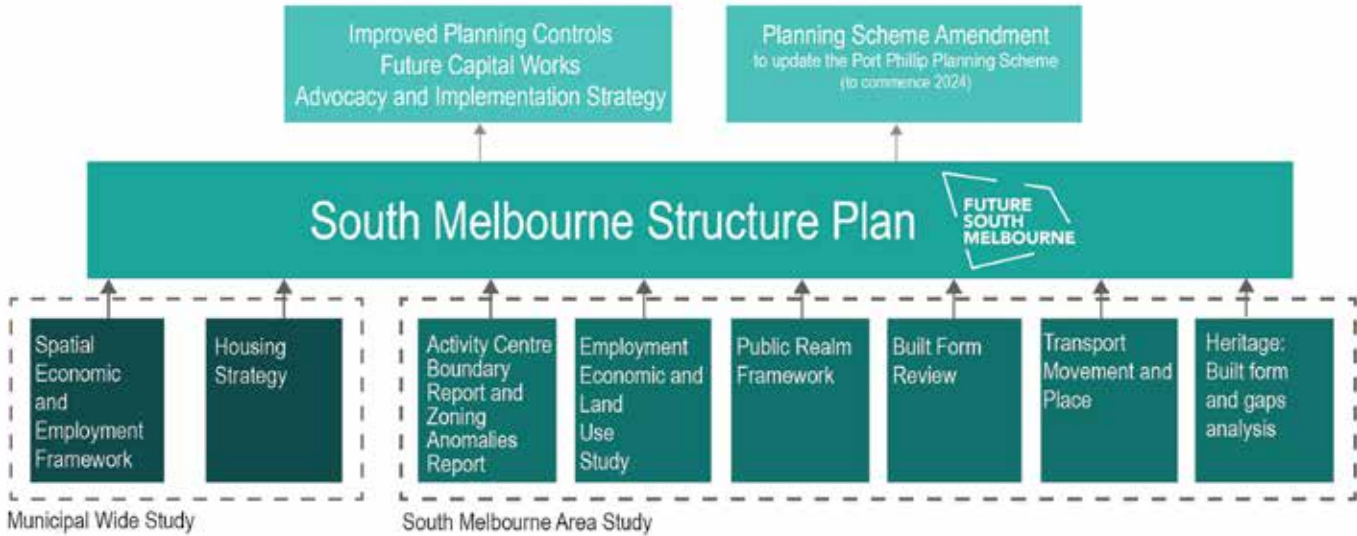 Improved Planning Controls
Future Capital Works
Advocacy and Implementation Strategy
Planning Scheme Amendment
to update the Port Phillip Planning Scheme
(to commence 2024)
South Melbourne Structure Plan
FUTURE
SOUTH
MELBOURNE
Spatial
Economic
and
Employment
Framework
Housing
Strategy
Activity Centre
Boundary
Report and
Zoning
Anomalies
Report
Employment
Economic and
Land
Use
Study
Public Realm
Framework
Built Form
Review
Transport
Movement and
Place
Heritage:
Built form
and gaps
analysis
Municipal Wide Study
South Melbourne Area Study